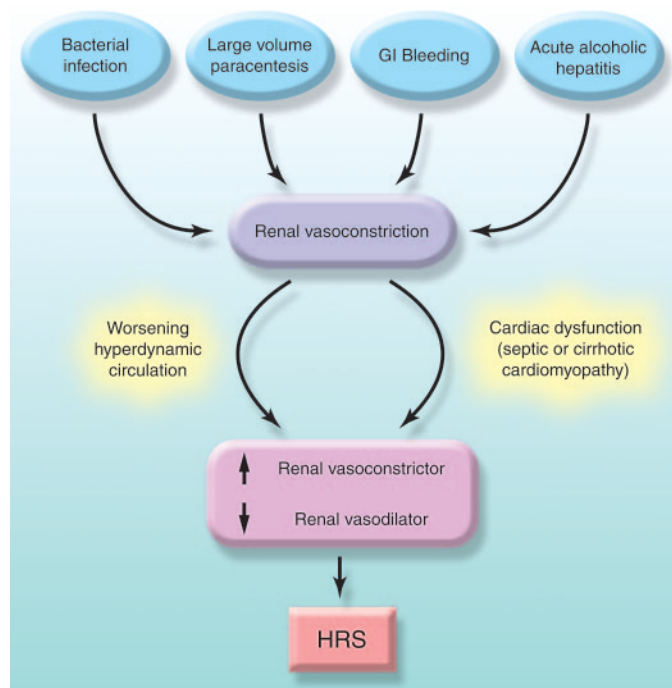 Bacterial
infection
Large volume
paracentesis
GI Bleeding
Acute alcoholic
hepatitis
Renal vasoconstriction
Worsening
hyperdynamic
circulation
Cardiac dysfunction
(septic or cirrhotic
cardiomyopathy)
Renal vasoconstrictor
Renal vasodilator
HRS